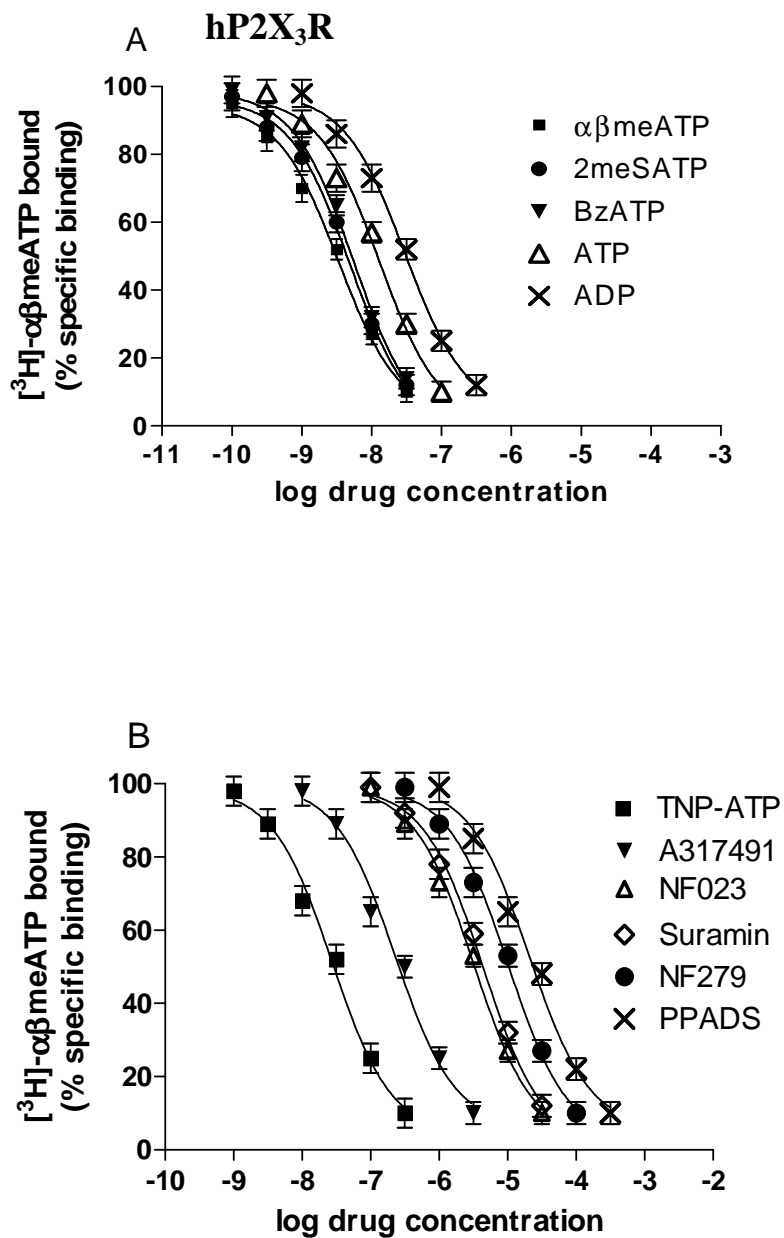 A
hP2X₃R
[³H]-αβmeATP bound
(% specific binding)
100
80
60
40
20
0
-11 -10 -9 -8 -7 -6 -5 -4 -3
log drug concentration
αβmeATP
2meSATP
BzATP
ATP
ADP
B
[³H]-αβmeATP bound
(% specific binding)
100
80
60
40
20
0
-10 -9 -8 -7 -6 -5 -4 -3 -2
log drug concentration
TNP-ATP
A317491
NF023
Suramin
NF279
PPADS